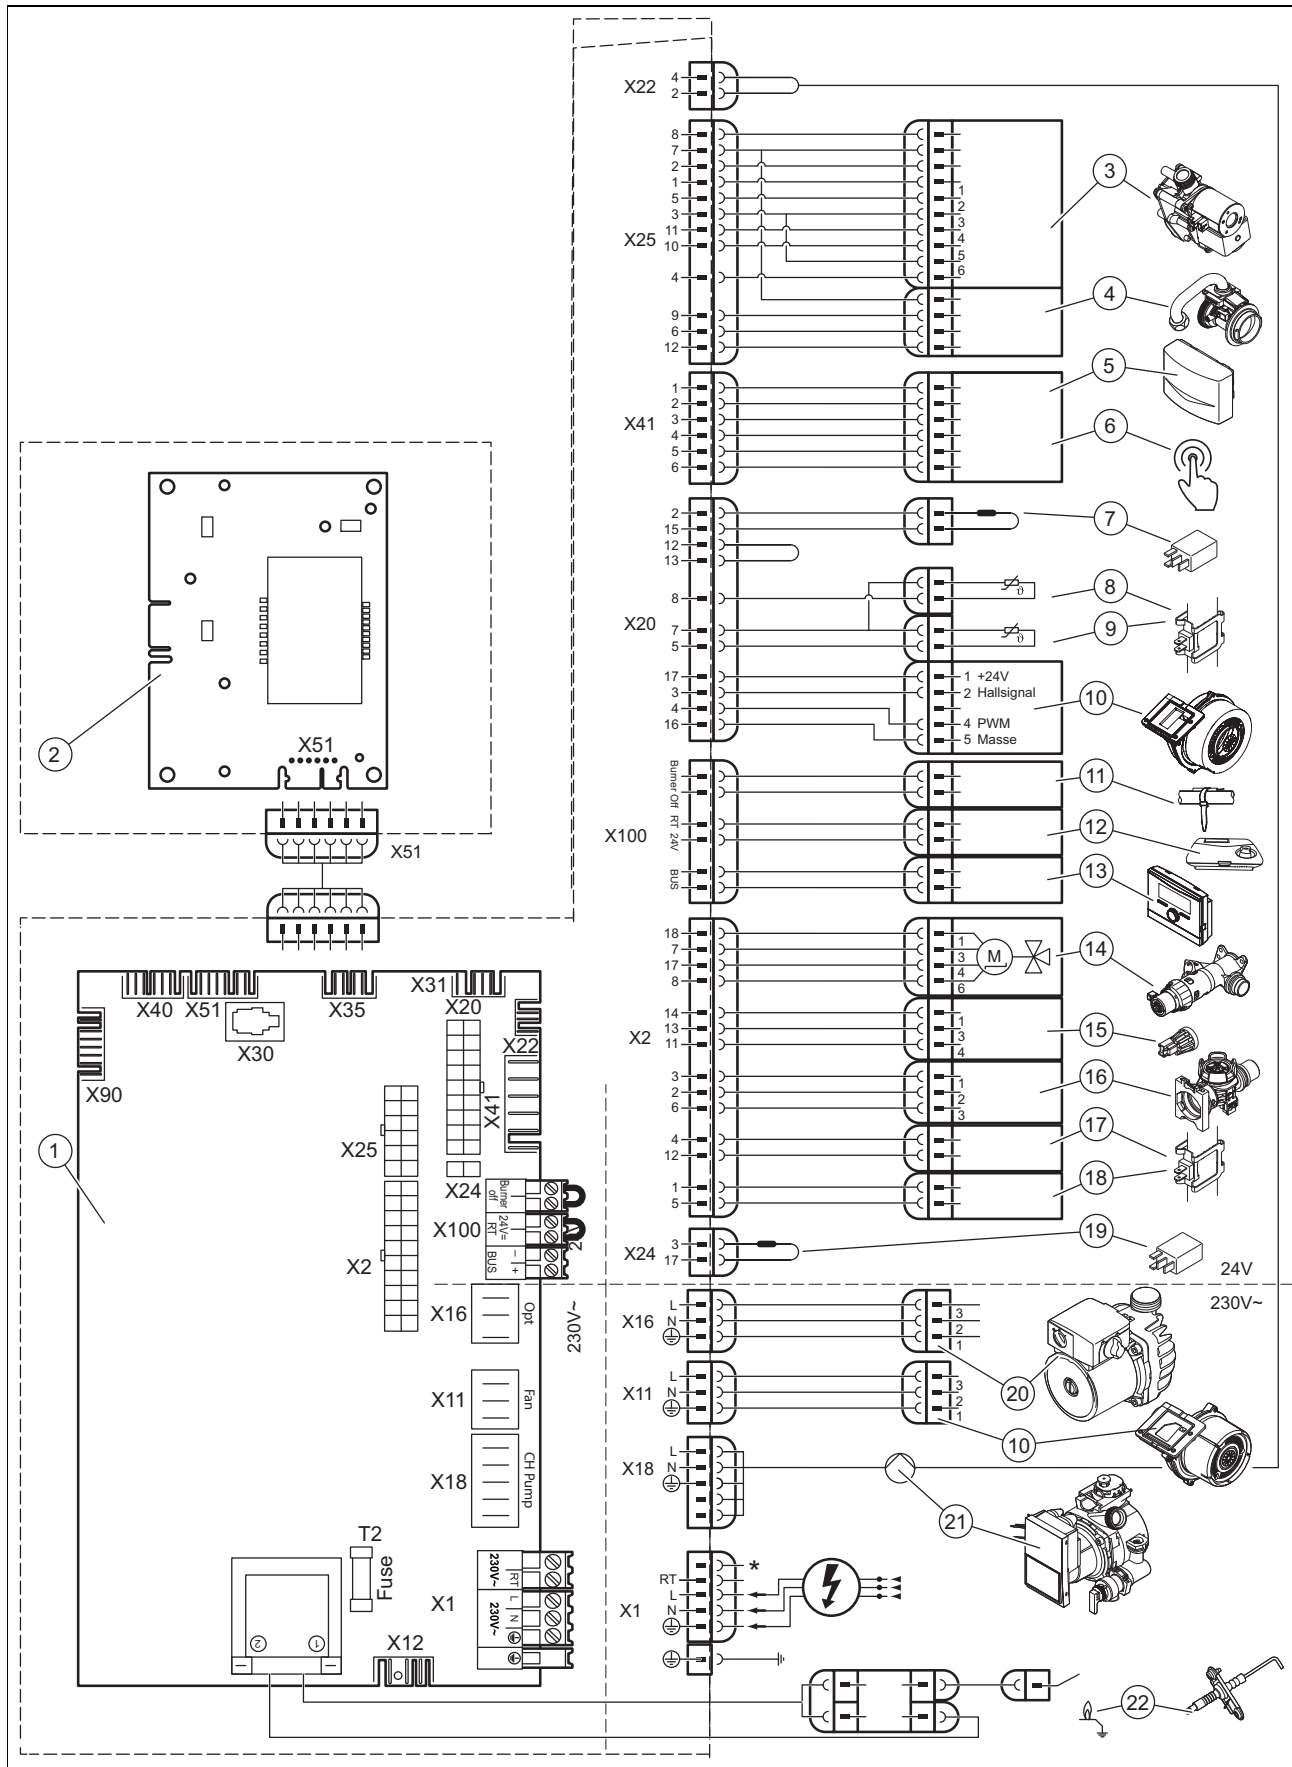 X22
4
2
X25
8
7
2
1
5
3
11
10
4
9
6
12
1
2
3
4
5
6
3
4
X41
1
2
3
4
5
6
5
6
X20
2
15
12
13
8
7
5
17
3
4
16
7
ϑ
8
ϑ
9
1 +24V
2 Hallsignal
4 PWM
5 Masse
10
X100
Burner Off
RT 24V
BUS
11
12
13
X2
18
7
17
8
14
13
11
3
2
6
4
12
1
5
1
3
4
6
M
14
1
3
4
15
1
2
3
16
17
18
X24
3
17
19
24V
230V~
X16
L
N
3
2
1
20
X11
L
N
3
2
1
10
X18
L
N
21
X1
*
RT
L
N
22
2
X51
X51
1
X40
X51
X35
X31
X20
X30
X22
X90
X41
X25
X24
Burner off
X100
24V=
RT
BUS
–
+
2
X2
X16
Opt
230V~
X11
Fan
X18
CH Pump
T2
Fuse
X1
230V~
RT
L
N
230V~
X12
2
1